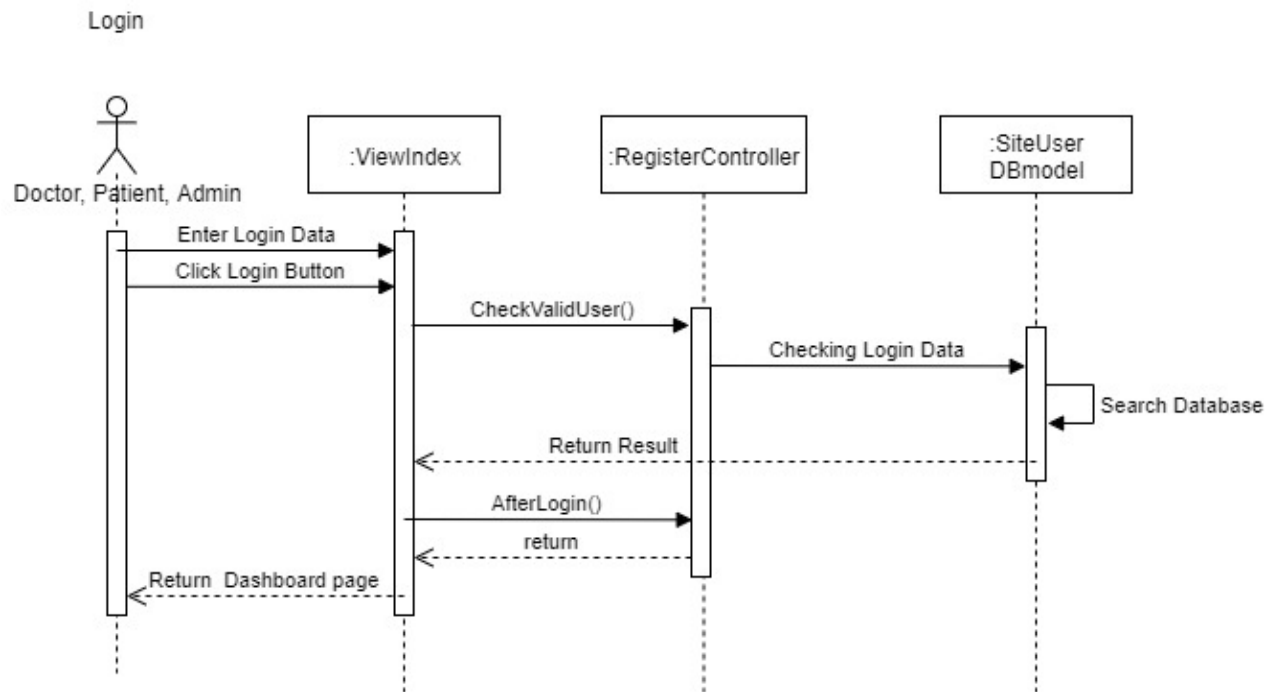 Login
:ViewIndex
:RegisterController
:SiteUser
DBmodel
Doctor, Patient, Admin
Enter Login Data
Click Login Button
CheckValidUser()
Checking Login Data
Search Database
Return Result
AfterLogin()
return
Return Dashboard page